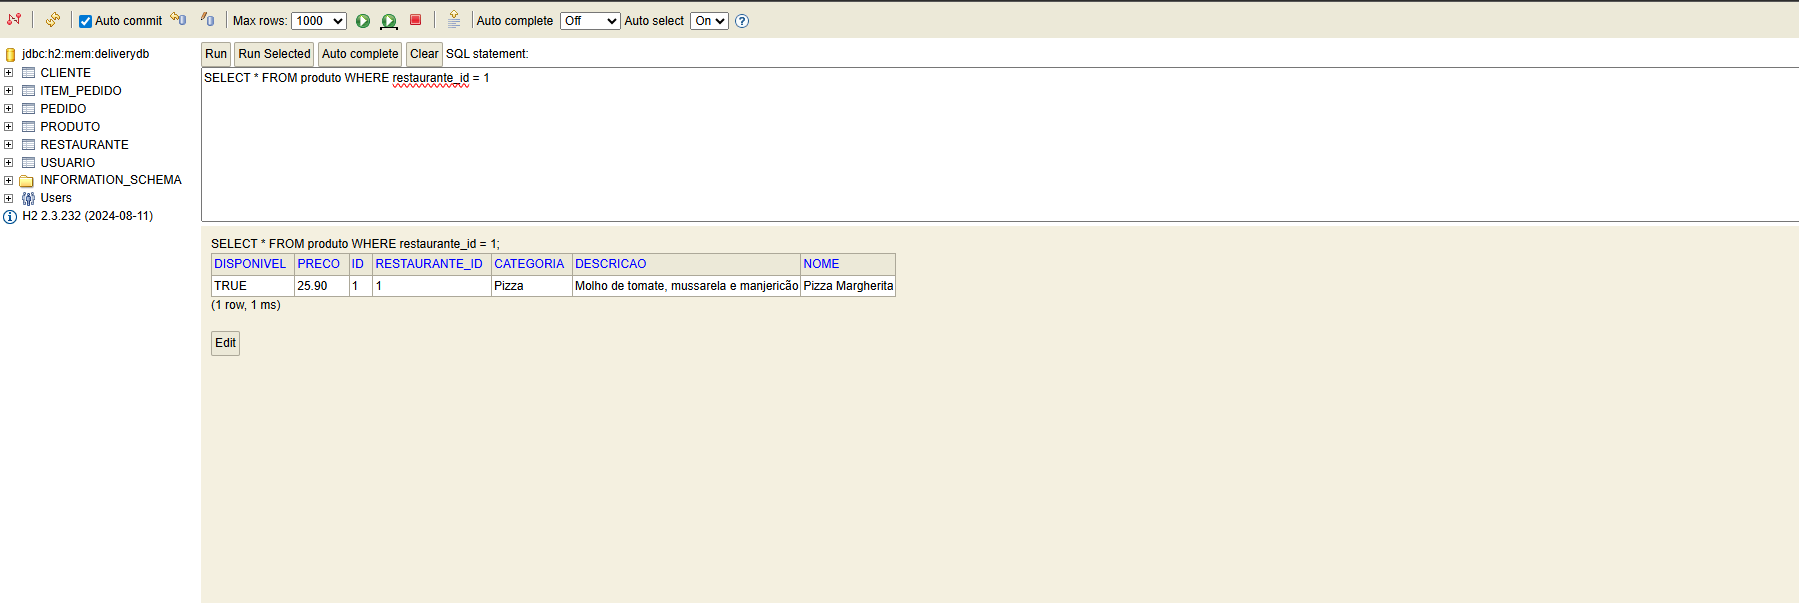 Auto commit Max rows: 1000 Auto complete Off Auto select On
jdbc:h2:mem:deliverydb
CLIENTE
ITEM_PEDIDO
PEDIDO
PRODUTO
RESTAURANTE
USUARIO
INFORMATION_SCHEMA
Users
H2 2.3.232 (2024-08-11)
Run Run Selected Auto complete Clear SQL statement:
SELECT * FROM produto WHERE restaurante_id = 1
SELECT * FROM produto WHERE restaurante_id = 1;
DISPONIVEL PRECO ID RESTAURANTE_ID CATEGORIA DESCRICAO NOME
TRUE 25.90 1 1 Pizza Molho de tomate, mussarela e manjericão Pizza Margherita
(1 row, 1 ms)
Edit